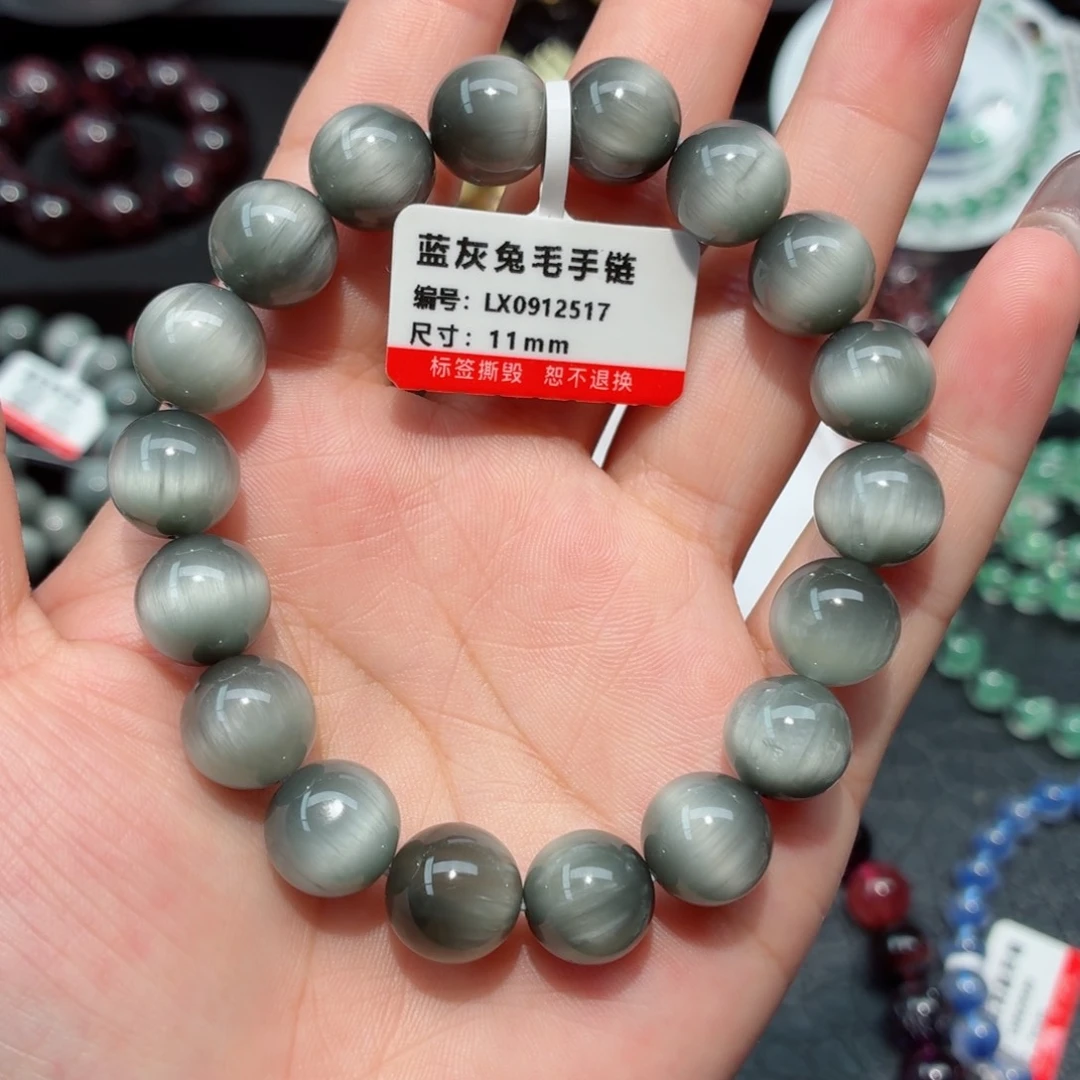 蓝灰兔毛手链
编号：LX0912517
尺寸：11mm
标签撕毁 恕不退换